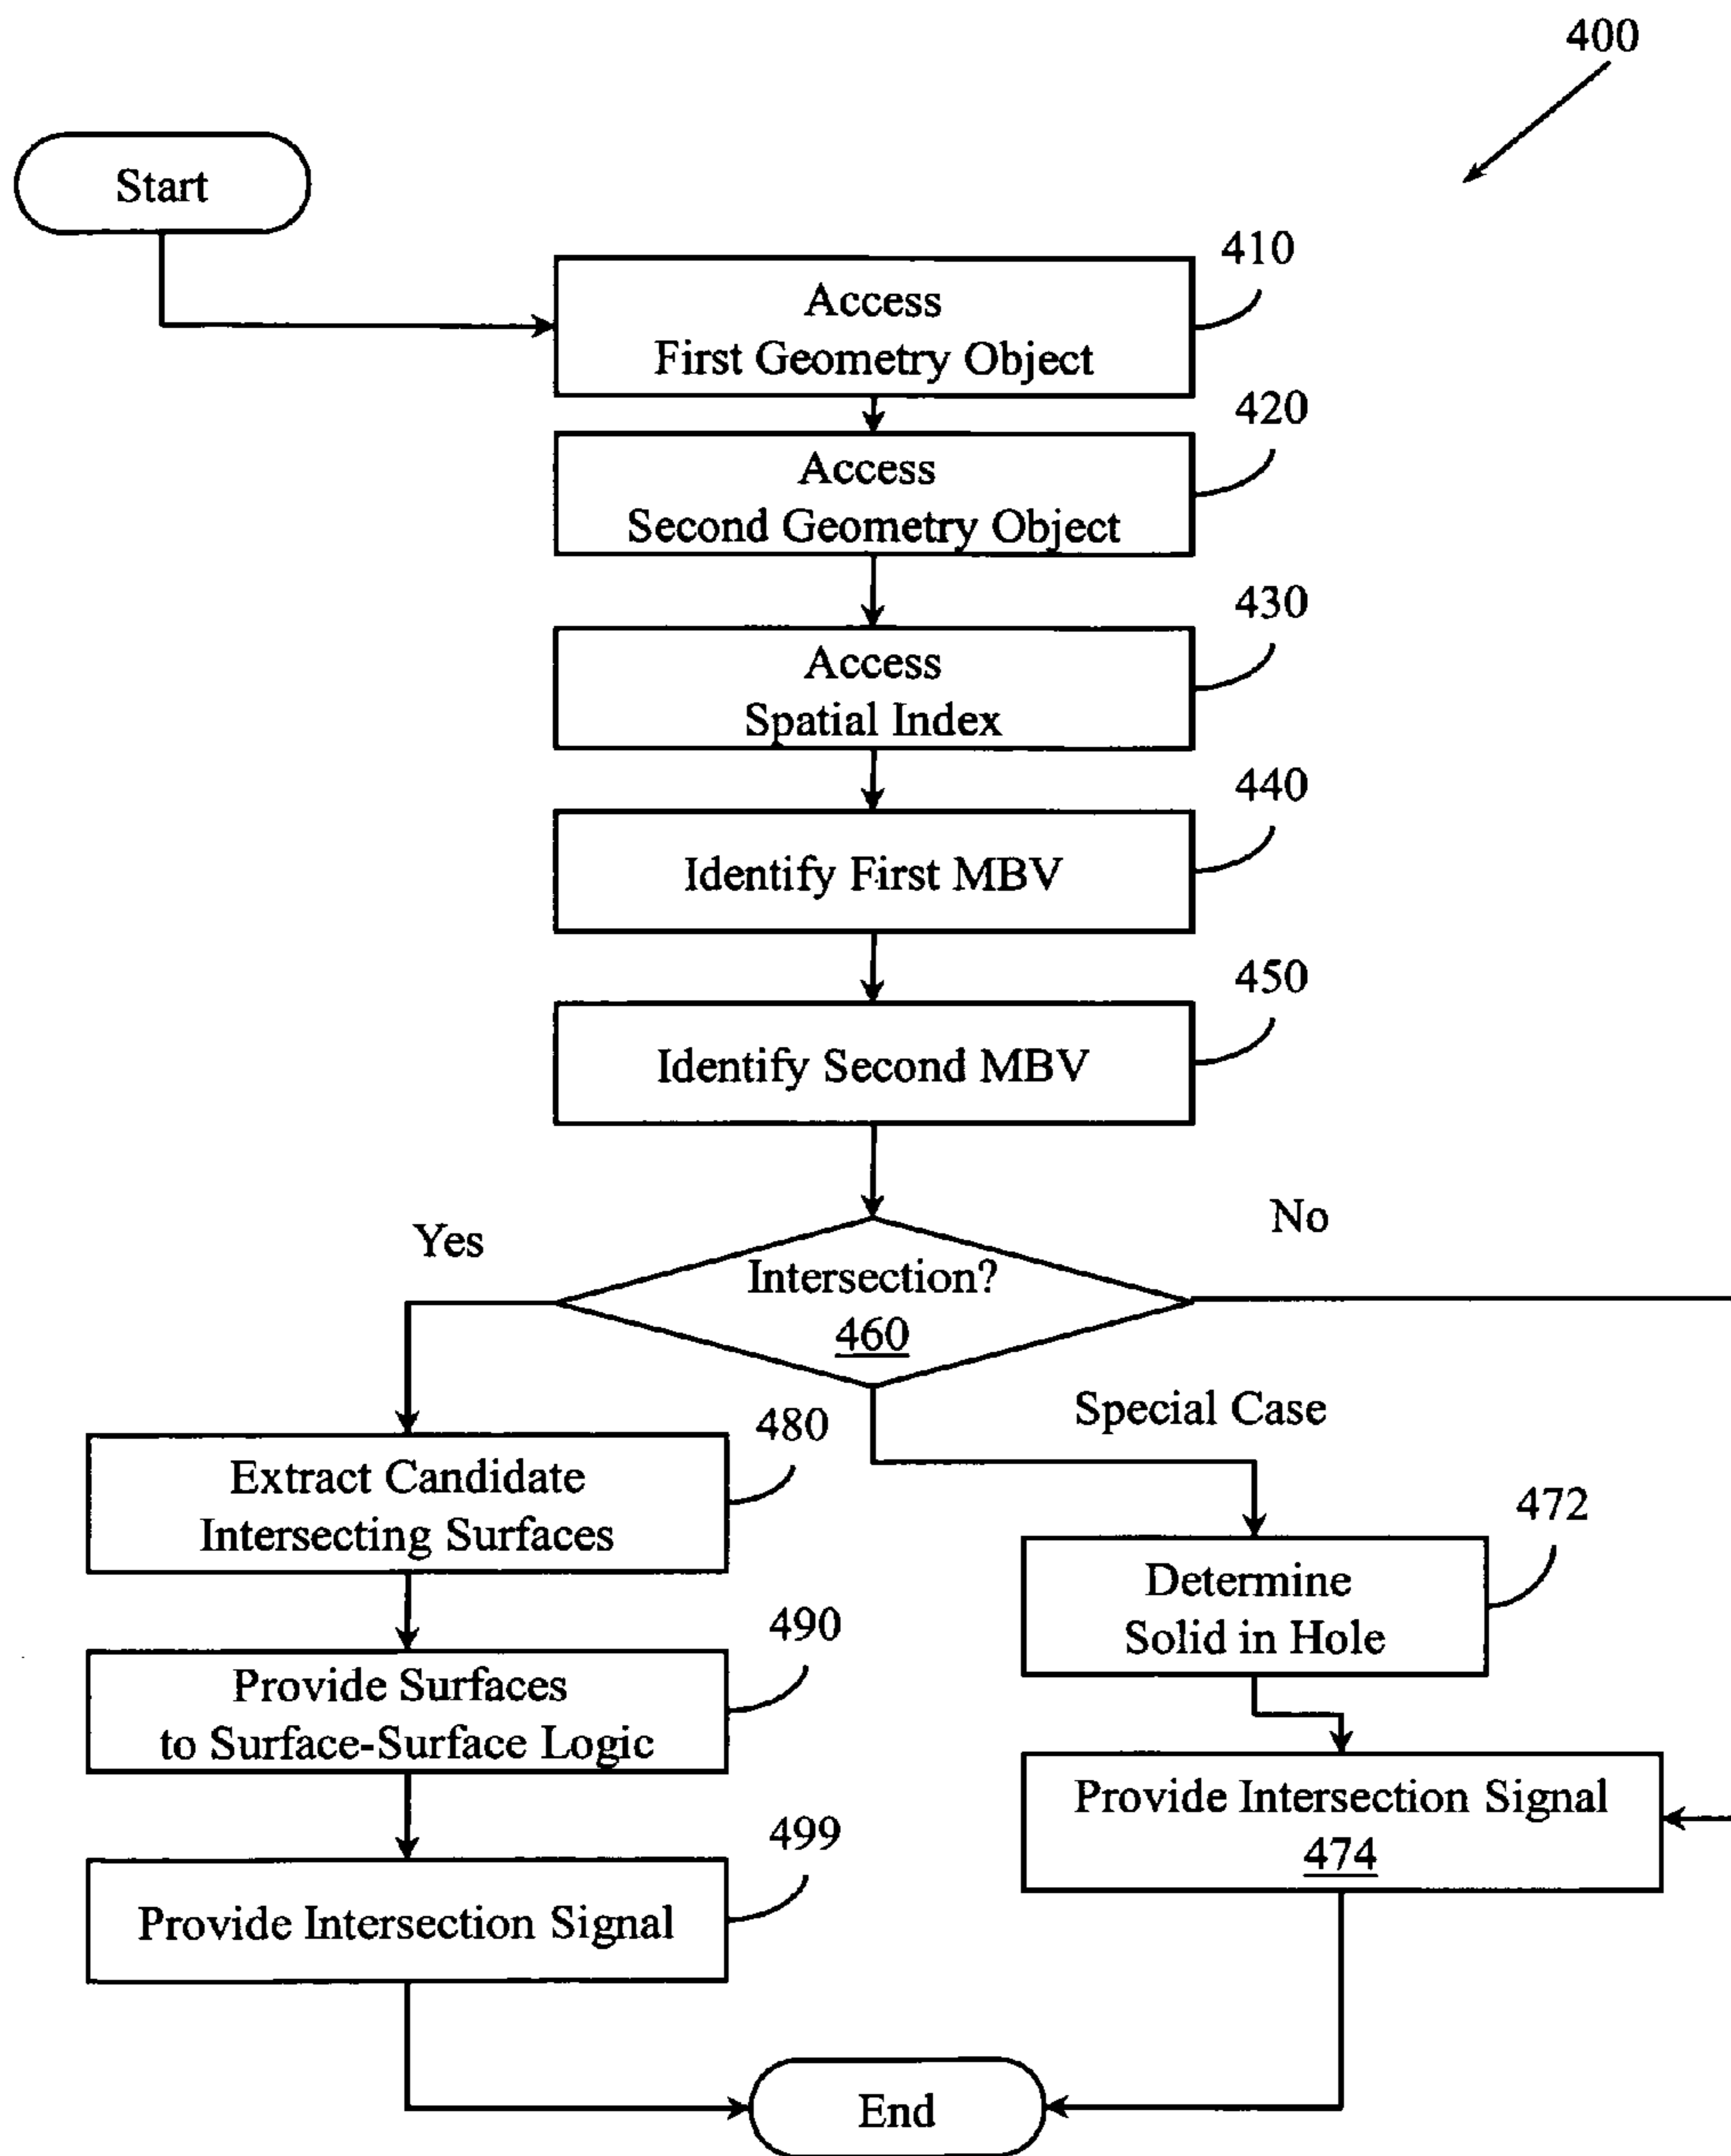 400
Start
410
Access
First Geometry Object
420
Access
Second Geometry Object
430
Access
Spatial Index
440
Identify First MBV
450
Identify Second MBV
Yes
No
Intersection?
460
Special Case
480
Extract Candidate
Intersecting Surfaces
472
Determine
Solid in Hole
490
Provide Surfaces
to Surface-Surface Logic
Provide Intersection Signal
474
499
Provide Intersection Signal
End